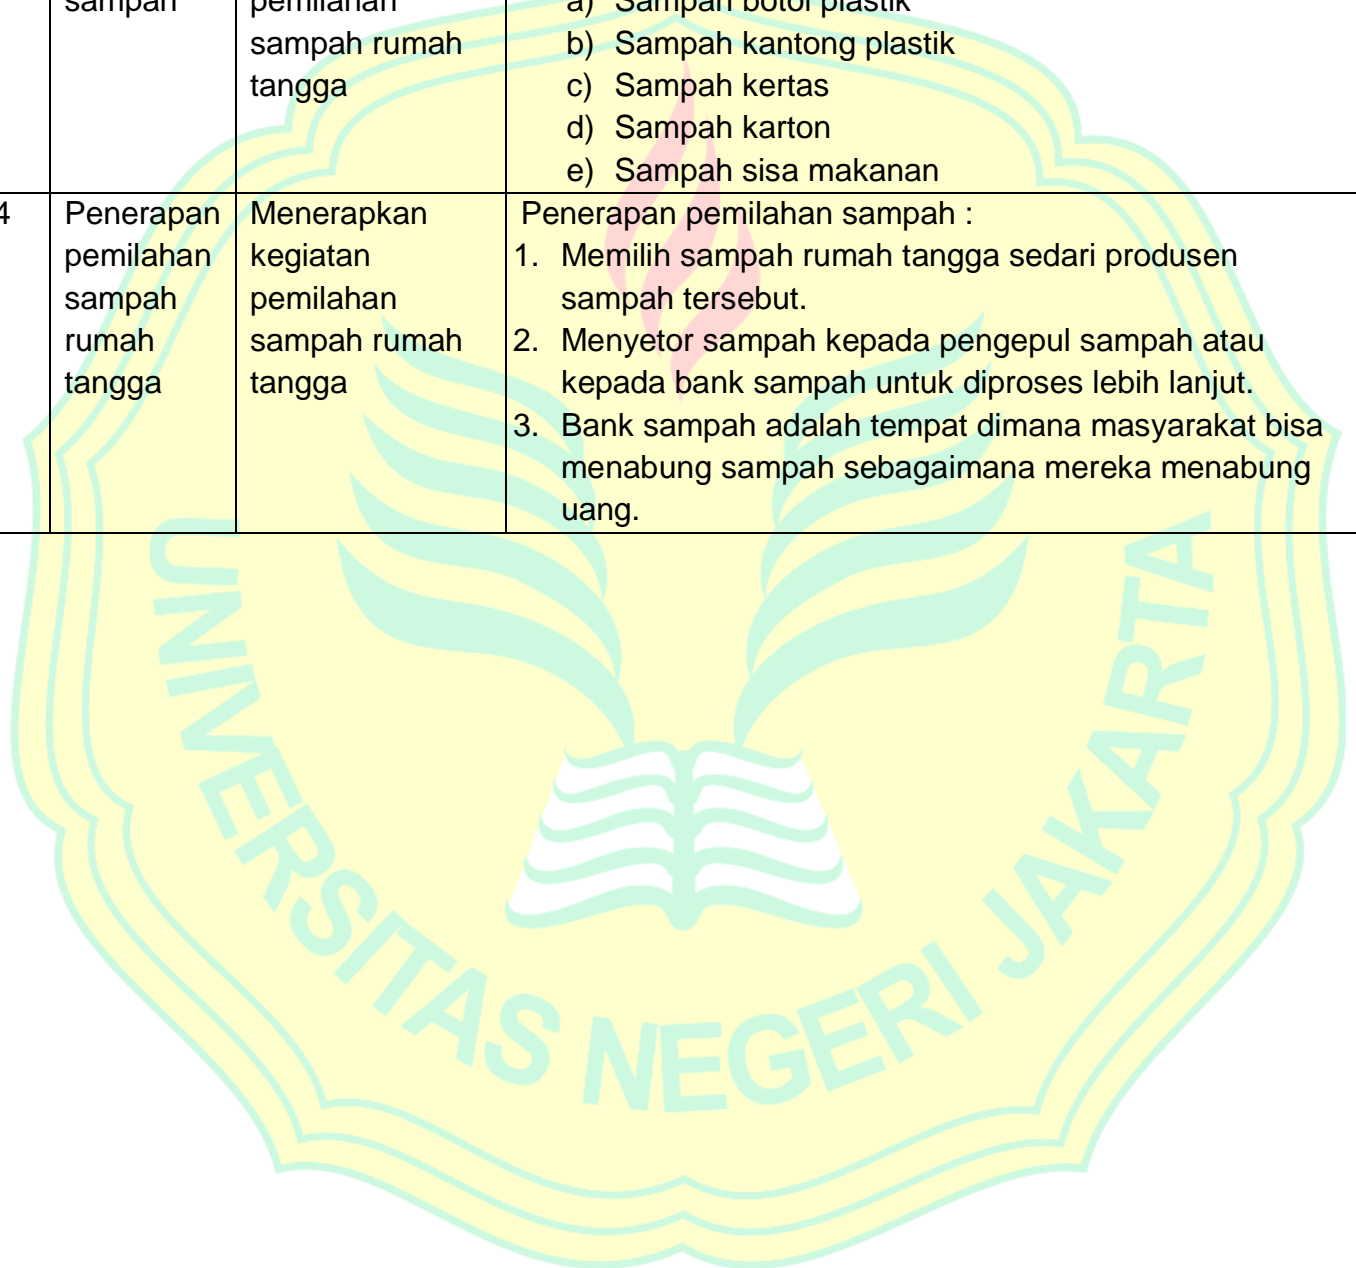 sampah
pemilahan
sampah rumah
tangga
a) Sampah botol plastik
b) Sampah kantong plastik
c) Sampah kertas
d) Sampah karton
e) Sampah sisa makanan
4
Penerapan
pemilahan
sampah
rumah
tangga
Menerapkan
kegiatan
pemilahan
sampah rumah
tangga
Penerapan pemilahan sampah :
1. Memilih sampah rumah tangga sedari produsen
sampah tersebut.
2. Menyetor sampah kepada pengepul sampah atau
kepada bank sampah untuk diproses lebih lanjut.
3. Bank sampah adalah tempat dimana masyarakat bisa
menabung sampah sebagaimana mereka menabung
uang.
UNIVERSITAS NEGERI JAKARTA